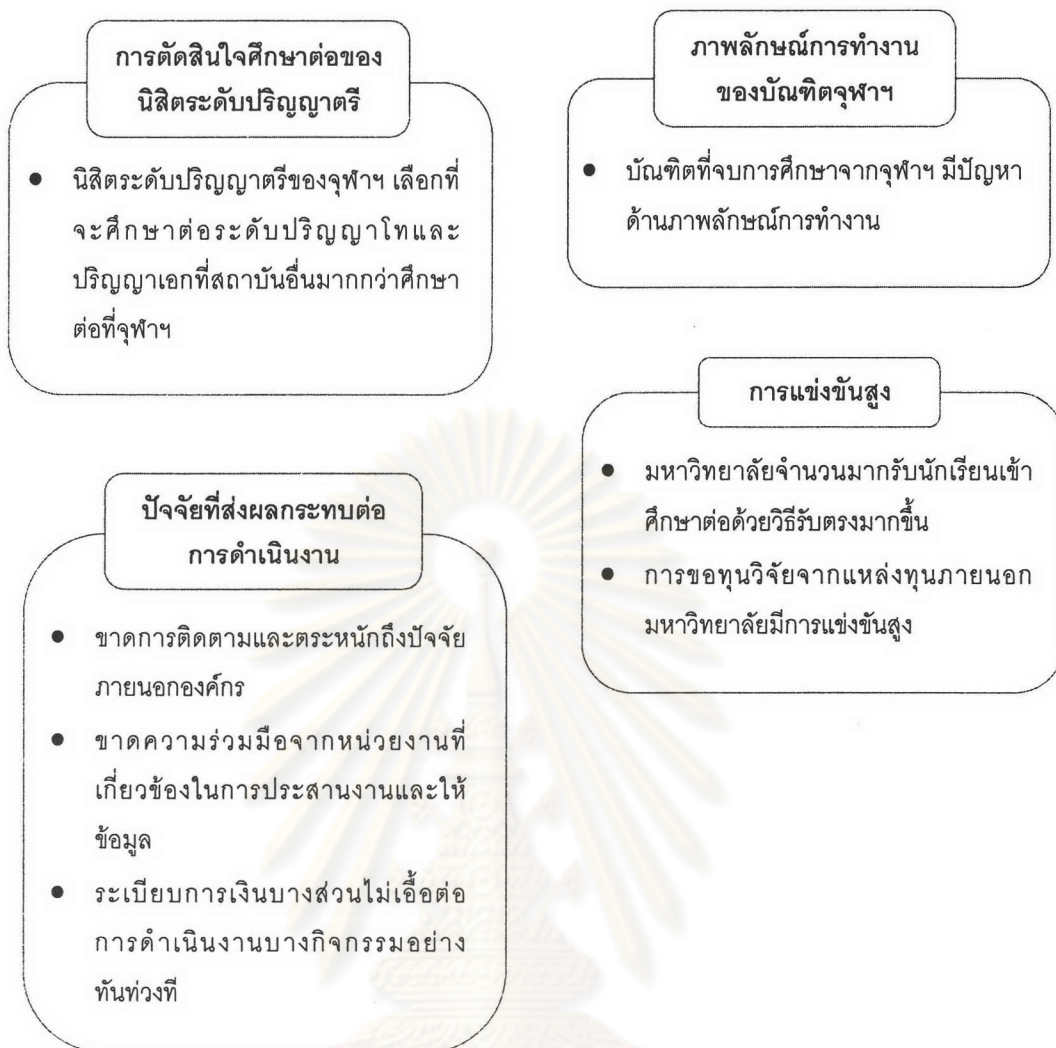 การตัดสินใจศึกษาต่อของ
นิสิตระดับปริญญาตรี
● นิสิตระดับปริญญาตรีของจุฬาฯ เลือกที่
จะศึกษาต่อระดับปริญญาโทและ
ปริญญาเอกที่สถาบันอื่นมากกว่าศึกษา
ต่อที่จุฬาฯ
ภาพลักษณ์การทำงาน
ของบัณฑิตจุฬาฯ
● บัณฑิตที่จบการศึกษาจากจุฬาฯ มีปัญหา
ด้านภาพลักษณ์การทำงาน
การแข่งขันสูง
● มหาวิทยาลัยจำนวนมากรับนักเรียนเข้า
ศึกษาต่อด้วยวิธีรับตรงมากขึ้น
● การขอทุนวิจัยจากแหล่งทุนภายนอก
มหาวิทยาลัยมีการแข่งขันสูง
ปัจจัยที่ส่งผลกระทบต่อ
การดำเนินงาน
● ขาดการติดตามและตระหนักถึงปัจจัย
ภายนอกองค์กร
● ขาดความร่วมมือจากหน่วยงานที่
เกี่ยวข้องในการประสานงานและให้
ข้อมูล
● ระเบียบการเงินบางส่วนไม่เอื้อต่อ
การดำเนินงานบางกิจกรรมอย่าง
ทันท่วงที